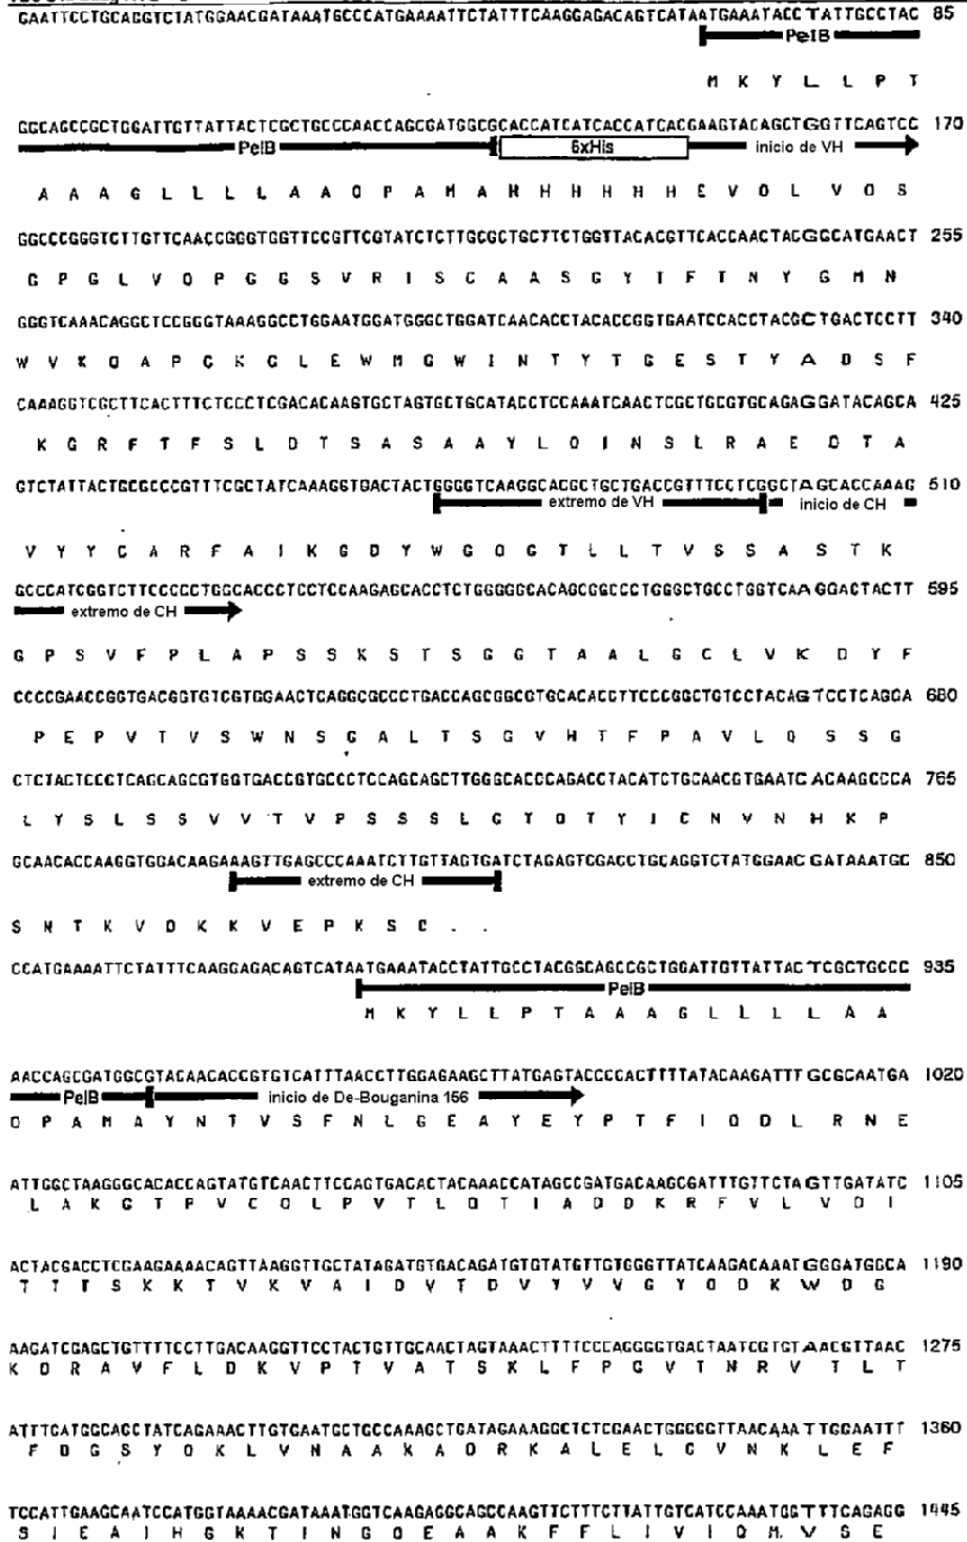 GAATTCCTGCAGGTCTATGGAACGATAAATGCCCATGAAAATTCTATTTCAAGGAGACAGTCATAATGAAATACCTATTGCCTAC 85
PelB
M K Y L L P T
GGCAGCCGCTGGATTGTTATTACTCGCTGCCCAACCAGCGATGGCGCACCATCATCACCATCACGAAGTACAGCTGGTTCAGTCC 170
PelB 6xHis inicio de VH
A A A G L L L L A A Q P A M A H H H H H H E V Q L V Q S
GGCCCGGGTCTTGTTCAACCGGGTGGTTCCGTTCGTATCTCTTGCGCTGCTTCTGGTTACACGTTCACCAACTACGGCATGAACT 255
G P G L V Q P G G S V R I S C A A S G Y T F T N Y G M N
GGGTCAAACAGGCTCCGGGTAAAGGCCTGGAATGGATGGGCTGGATCAACACCTACACCGGTGAATCCACCTACGCTGACTCCTT 340
W V K Q A P G K G L E W M G W I N T Y T G E S T Y A D S F
CAAAGGTCGCTTCACTTTCTCCCTCGACACAAGTGCTAGTGCTGCATACCTCCAAATCAACTCGCTGCGTGCAGAGGATACAGCA 425
K G R F T F S L D T S A S A A Y L Q I N S L R A E D T A
GTCTATTACTGCGCCCGTTTCGCTATCAAAGGTGACTACTGGGGTCAAGGCACGCTGCTGACCGTTTCCTCGGCTAGCACCAAAG 510
extremo de VH inicio de CH
V Y Y C A R F A I K G D Y W G Q G T L L T V S S A S T K
GCCCATCGGTCTTCCCCCTGGCACCCTCCTCCAAGAGCACCTCTGGGGGCACAGCGGCCCTGGGCTGCCTGGTCAAGGACTACTT 595
extremo de CH
G P S V F P L A P S S K S T S G G T A A L G C L V K D Y F
CCCCGAACCGGTGACGGTGTCGTGGAACTCAGGCGCCCTGACCAGCGGCGTGCACACCTTCCCGGCTGTCCTACAGTCCTCAGGA 680
P E P V T V S W N S G A L T S G V H T F P A V L Q S S G
CTCTACTCCCTCAGCAGCGTGGTGACCGTGCCCTCCAGCAGCTTGGGCACCCAGACCTACATCTGCAACGTGAATCACAAGCCCA 765
L Y S L S S V V T V P S S S L G T Q T Y I C N V N H K P
GCAACACCAAGGTGGACAAGAAAGTTGAGCCCAAATCTTGTTAGTGATCTAGAGTCGACCTGCAGGTCTATGGAACGATAAATGC 850
extremo de CH
S N T K V D K K V E P K S C . .
CCATGAAAATTCTATTTCAAGGAGACAGTCATAATGAAATACCTATTGCCTACGGCAGCCGCTGGATTGTTATTACTCGCTGCCC 935
PelB
M K Y L L P T A A A G L L L L A A
AACCAGCGATGGCGTACAACACCGTGTCATTTAACCTTGGAGAAGCTTATGAGTACCCCACTTTTATACAAGATTTGCGCAATGA 1020
PelB inicio de De-Bouganina 156
Q P A M A Y N T V S F N L G E A Y E Y P T F I Q D L R N E
ATTGGCTAAGGGCACACCAGTATGTCAACTTCCAGTGACACTACAAACCATAGCCGATGACAAGCGATTTGTTCTAGTTGATATC 1105
L A K G T P V C Q L P V T L Q T I A D D K R F V L V D I
ACTACGACCTCGAAGAAAACAGTTAAGGTTGCTATAGATGTGACAGATGTGTATGTTGTGGGTTATCAAGACAAATGGGATGGCA 1190
T T T S K K T V K V A I D V T D V Y V V G Y Q D K W D G
AAGATCGAGCTGTTTTCCTTGACAAGGTTCCTACTGTTGCAACTAGTAAACTTTTCCCAGGGGTGACTAATCGTGTAACGTTAAC 1275
K D R A V F L D K V P T V A T S K L F P G V T N R V T L T
ATTTGATGGCAGCTATCAGAAACTTGTGAATGCTGCCAAAGCTGATAGAAAGGCTCTCGAACTGGGGGTTAACAAATTGGAATTT 1360
F D G S Y Q K L V N A A K A D R K A L E L G V N K L E F
TCCATTGAAGCAATCCATGGTAAAACGATAAATGGTCAAGAGGCAGCCAAGTTCTTTCTTATTGTCATCCAAATGGTTTCAGAGG 1445
S I E A I H G K T I N G Q E A A K F F L I V I Q M V S E